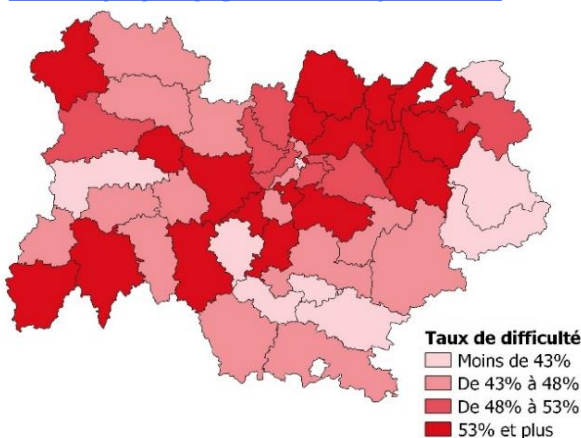 Taux de difficulté
Moins de 43%
De 43% à 48%
De 48% à 53%
53% et plus